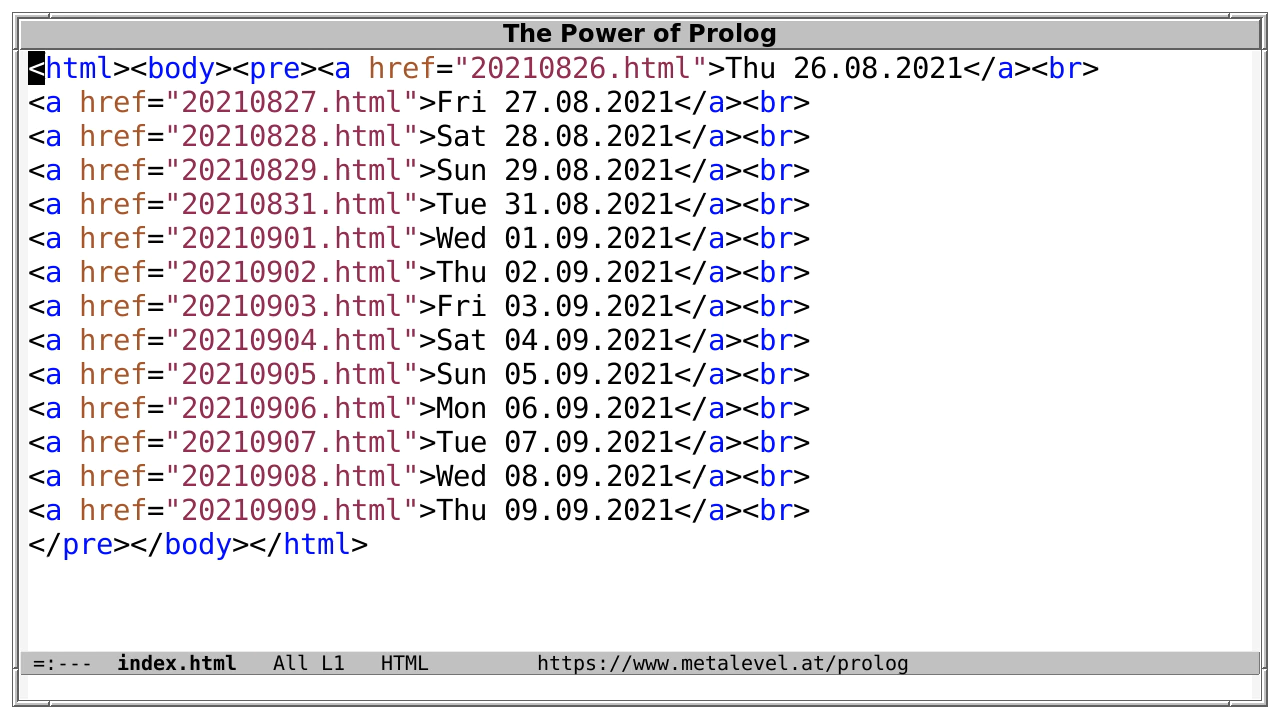 The Power of Prolog
<html><body><pre><a href="20210826.html">Thu 26.08.2021</a><br>
<a href="20210827.html">Fri 27.08.2021</a><br>
<a href="20210828.html">Sat 28.08.2021</a><br>
<a href="20210829.html">Sun 29.08.2021</a><br>
<a href="20210831.html">Tue 31.08.2021</a><br>
<a href="20210901.html">Wed 01.09.2021</a><br>
<a href="20210902.html">Thu 02.09.2021</a><br>
<a href="20210903.html">Fri 03.09.2021</a><br>
<a href="20210904.html">Sat 04.09.2021</a><br>
<a href="20210905.html">Sun 05.09.2021</a><br>
<a href="20210906.html">Mon 06.09.2021</a><br>
<a href="20210907.html">Tue 07.09.2021</a><br>
<a href="20210908.html">Wed 08.09.2021</a><br>
<a href="20210909.html">Thu 09.09.2021</a><br>
</pre></body></html>
=:--- index.html All L1 HTML https://www.metalevel.at/prolog